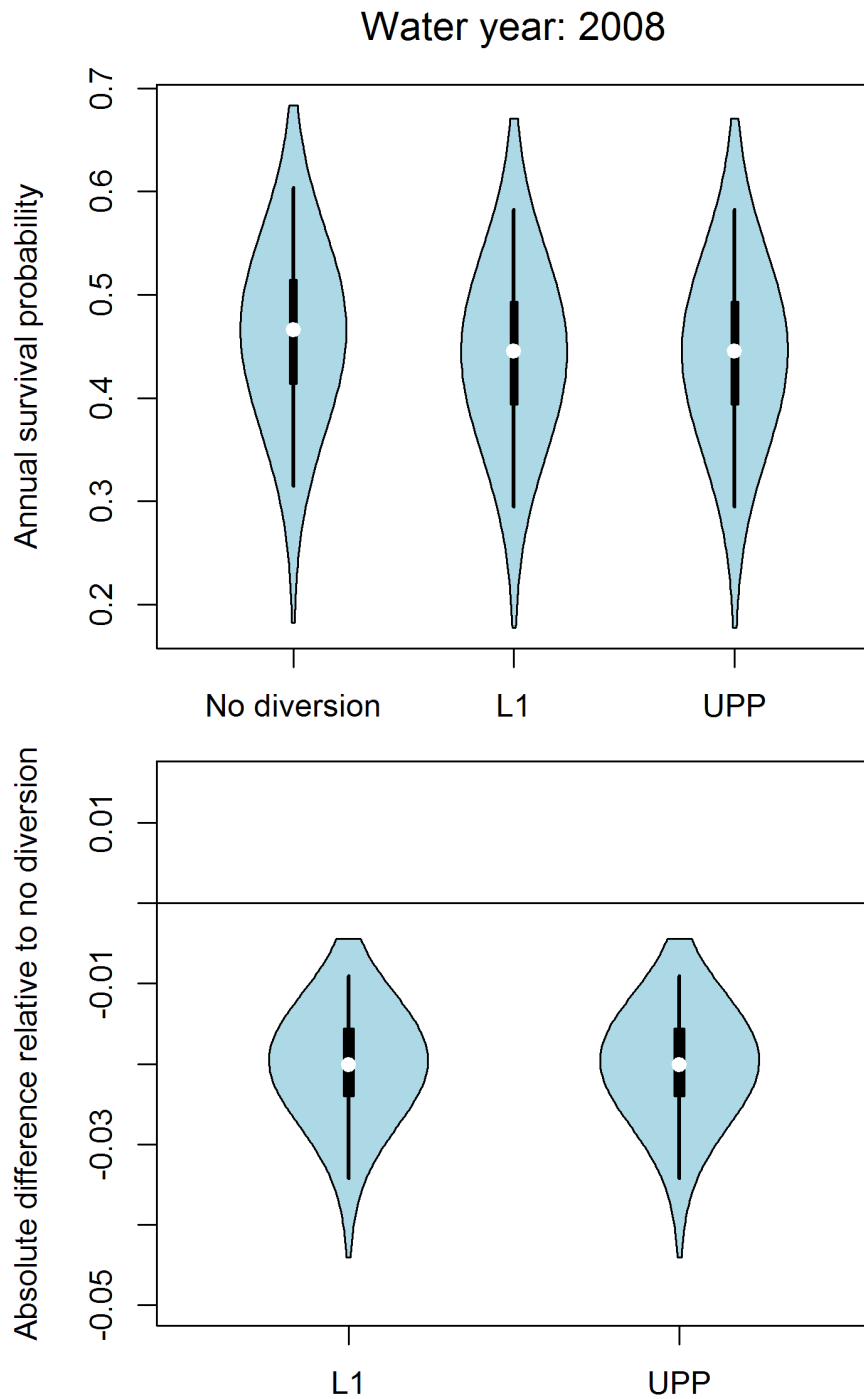 Water year: 2008
Annual survival probability
0.7
0.6
0.5
0.4
0.3
0.2
No diversion L1 UPP
Absolute difference relative to no diversion
0.01
-0.01
-0.03
-0.05
L1 UPP